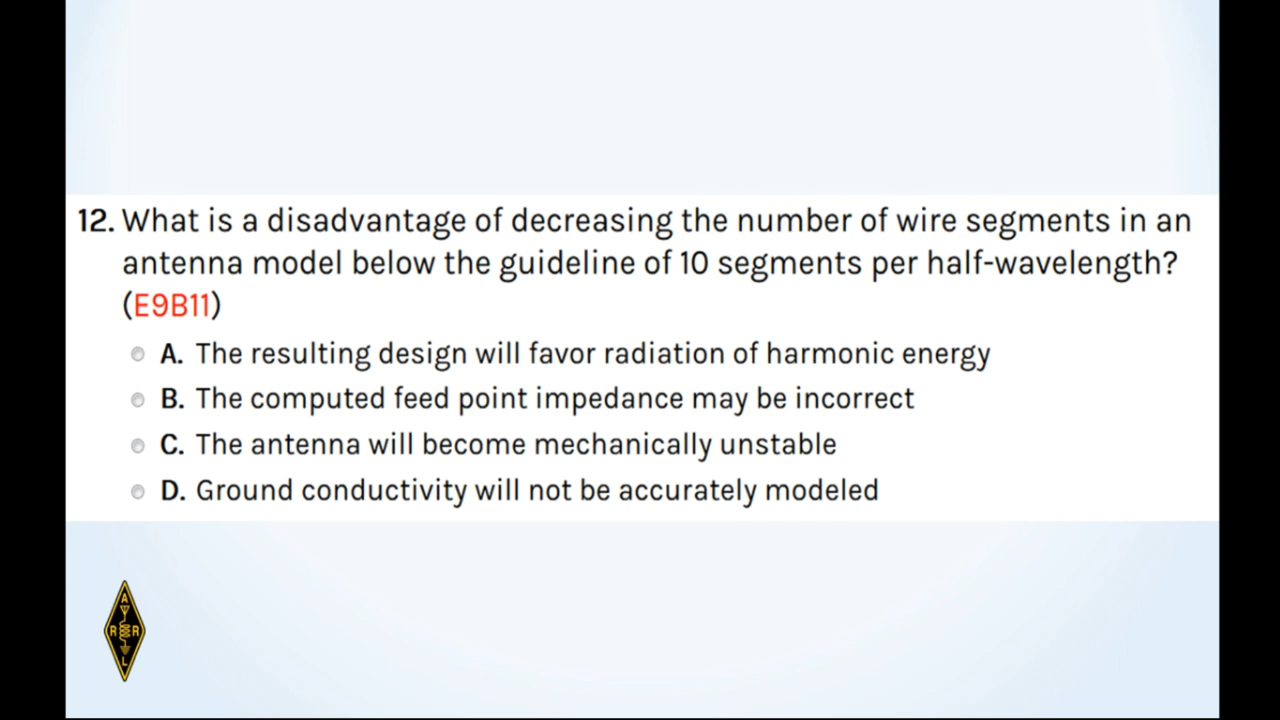 12. What is a disadvantage of decreasing the number of wire segments in an
antenna model below the guideline of 10 segments per half-wavelength?
(E9B11)
A. The resulting design will favor radiation of harmonic energy
B. The computed feed point impedance may be incorrect
C. The antenna will become mechanically unstable
D. Ground conductivity will not be accurately modeled
A
R R
L